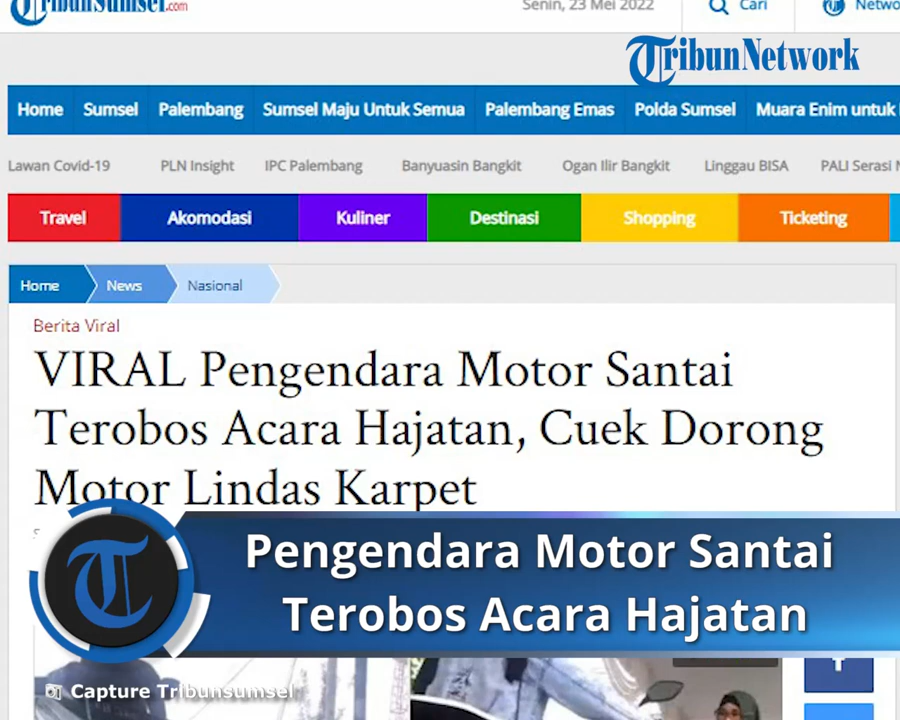 TribunSumsel.com
Senin, 23 Mei 2022
Cari
Netwo
TribunNetwork
Home Sumsel Palembang Sumsel Maju Untuk Semua Palembang Emas Polda Sumsel Muara Enim untuk
Lawan Covid-19 PLN Insight IPC Palembang Banyuasin Bangkit Ogan Ilir Bangkit Linggau BISA PALI Serasi N
Travel Akomodasi Kuliner Destinasi Shopping Ticketing
Home News Nasional
Berita Viral
VIRAL Pengendara Motor Santai
Terobos Acara Hajatan, Cuek Dorong
Motor Lindas Karpet
Pengendara Motor Santai
Terobos Acara Hajatan
Capture Tribunsumsel